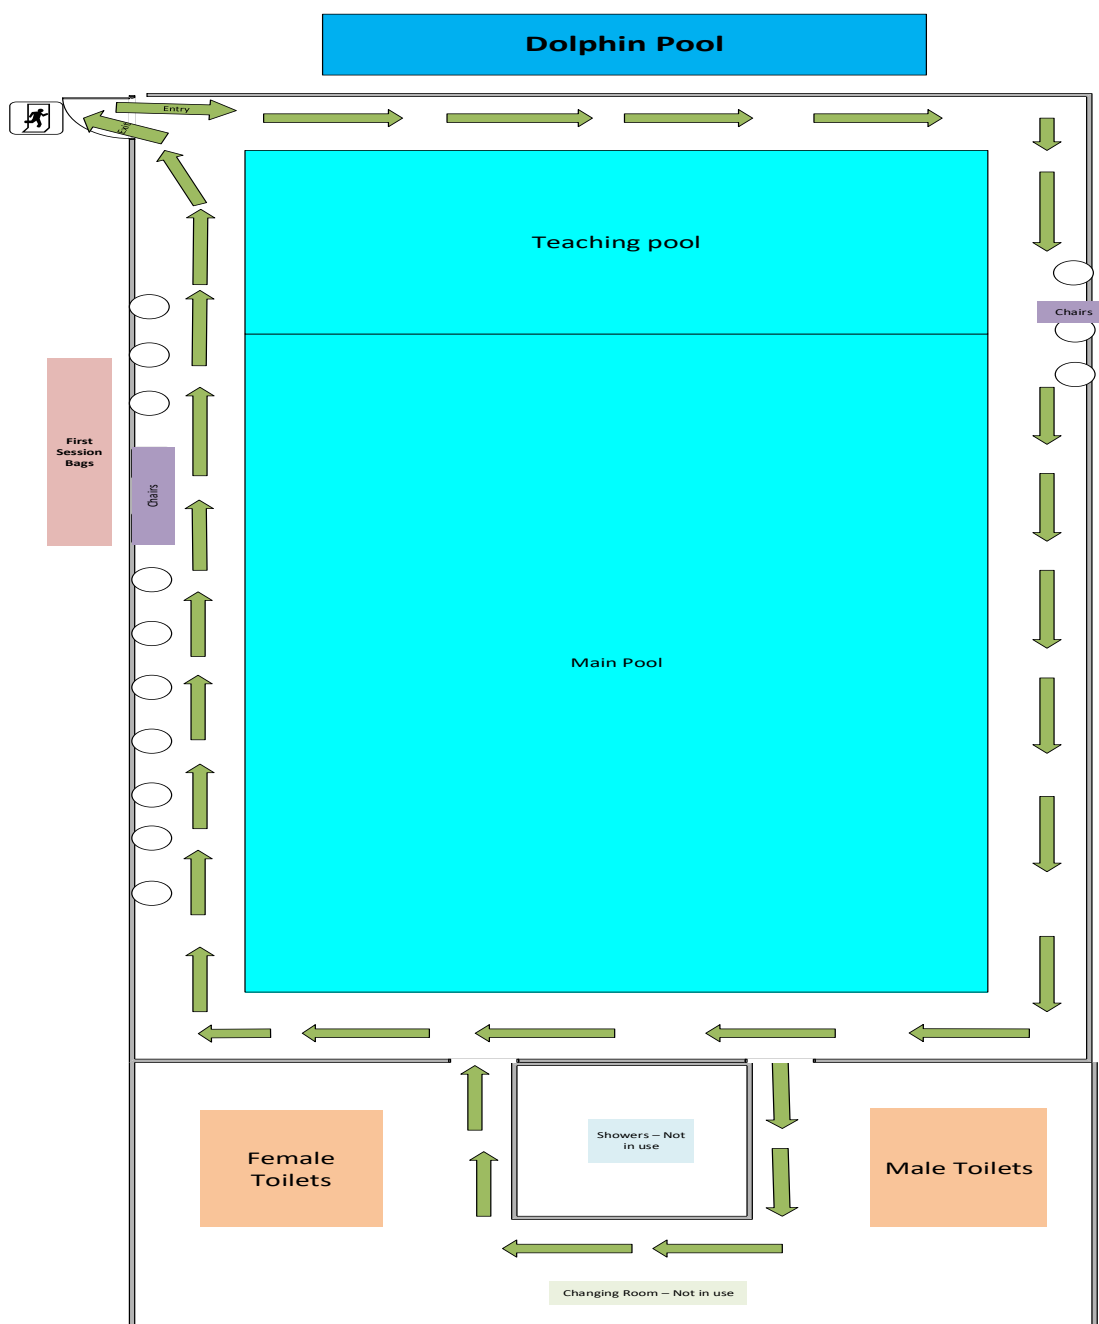 Dolphin Pool
Entry
Exit
Teaching pool
Chairs
First
Session
Bags
Chairs
Main Pool
Showers – Not
in use
Female
Toilets
Male Toilets
Changing Room – Not in use